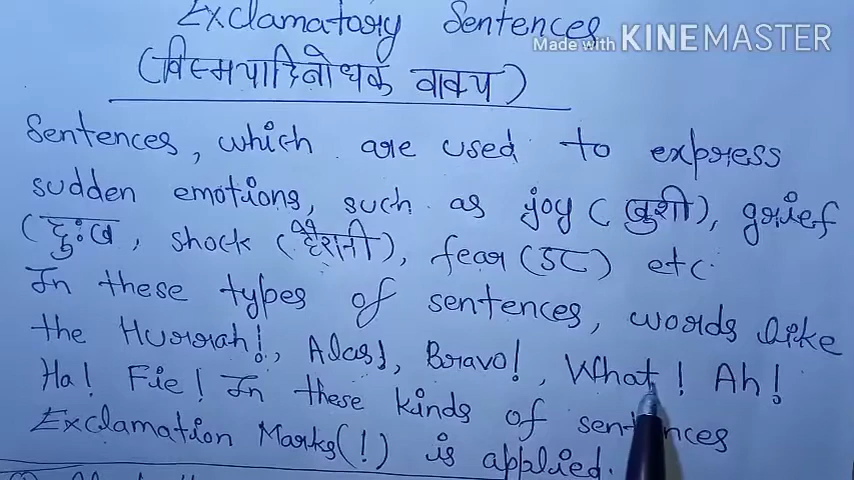 Exclamatory Sentences
Made with KINEMASTER
(विस्मयादिबोधक वाक्य)
Sentences, which are used to express
sudden emotions, such as joy (खुशी), grief
(दुःख, shock (हैरानी), fear (डर) etc.
In these types of sentences, words like
the Hurrah!, Alas!, Bravo!, What! Ah!
Ha! Fie! In these kinds of sentences
Exclamation Marks(!) is applied.